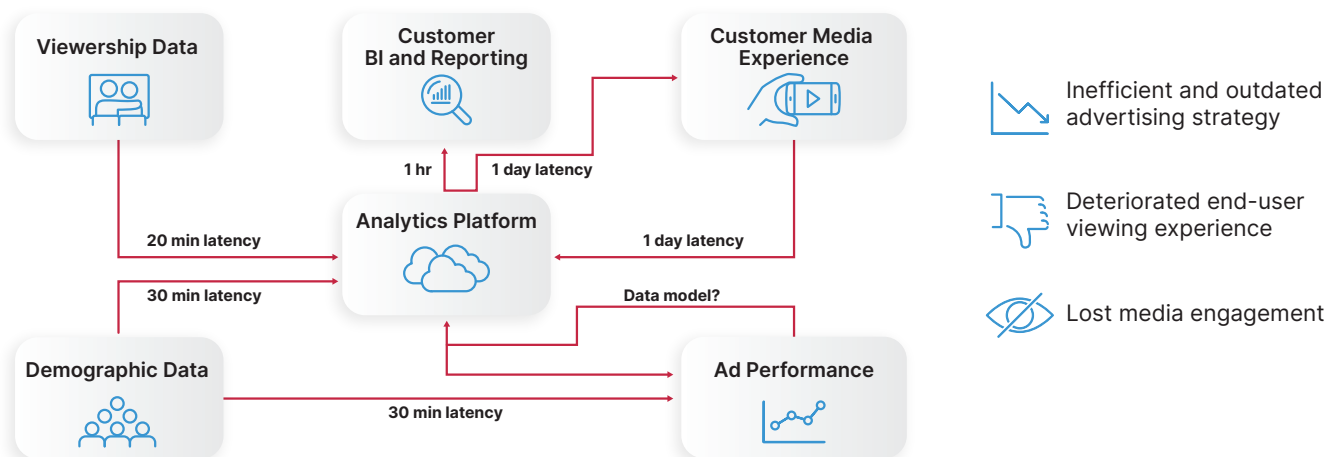 Viewership Data
Customer
BI and Reporting
Customer Media
Experience
Inefficient and outdated
advertising strategy
1 hr
1 day latency
Analytics Platform
Deteriorated end-user
viewing experience
20 min latency
1 day latency
30 min latency
Data model?
Lost media engagement
Demographic Data
Ad Performance
30 min latency